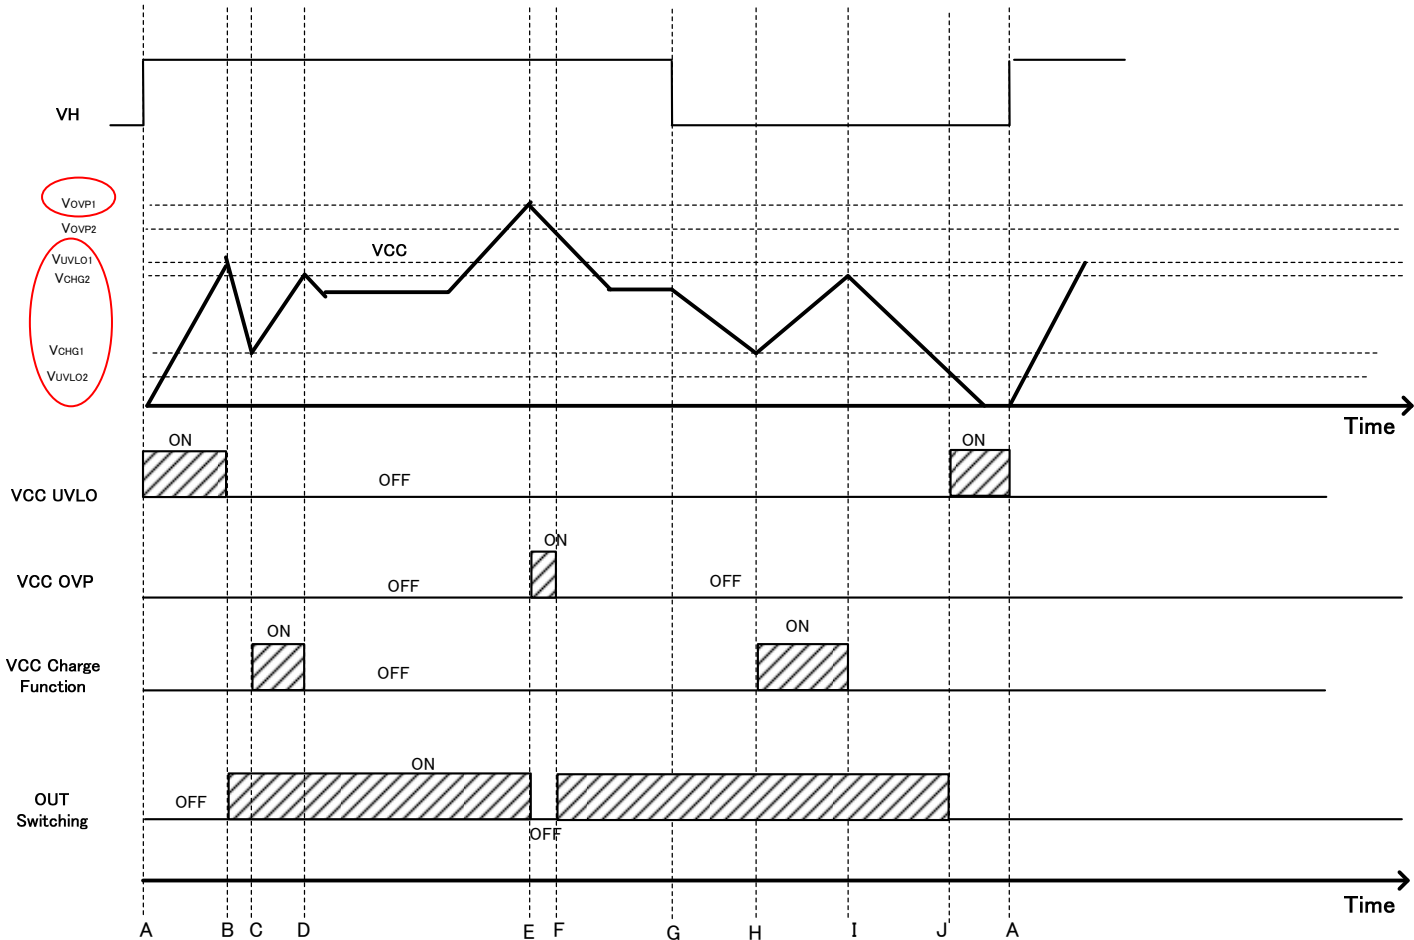 VH
VOVP1
VOVP2
VUVLO1
VCHG2
VCC
VCHG1
VUVLO2
Time
ON
ON
VCC UVLO
OFF
ON
VCC OVP
OFF
OFF
ON
ON
VCC Charge
Function
OFF
ON
OUT
Switching
OFF
OFF
Time
A B C D E F G H I J A